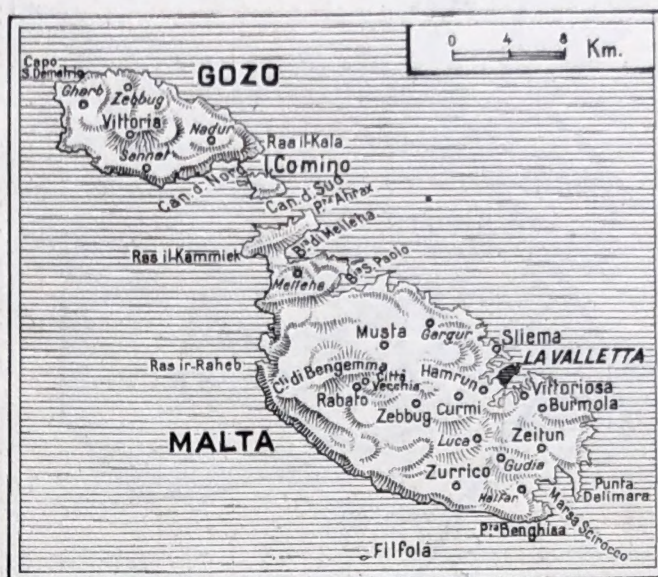 0 4 8 Km.
Capo
S. Demetrio
GOZO
Gharb
Zebbug
Vittoria
Nadur
Sannat
Ras il-Kala
I. Comino
Can. d. Nord
Can. d. Sud
Pta Ahrax
Ras il-Kammiek
Bia di Melleha
Bia S. Paolo
Melleha
Musta
Gargur
Sliema
LA VALLETTA
Ras ir-Raheb
Cli di Bengemma
Città
Vecchia
Hamrun
Rabato
Zebbug
Curmi
Vittoriosa
Burmola
MALTA
Luca
Zeitun
Gudia
Zurrico
Punta
Delimara
Marsa Scirocco
Pta Benghisa
Filfola